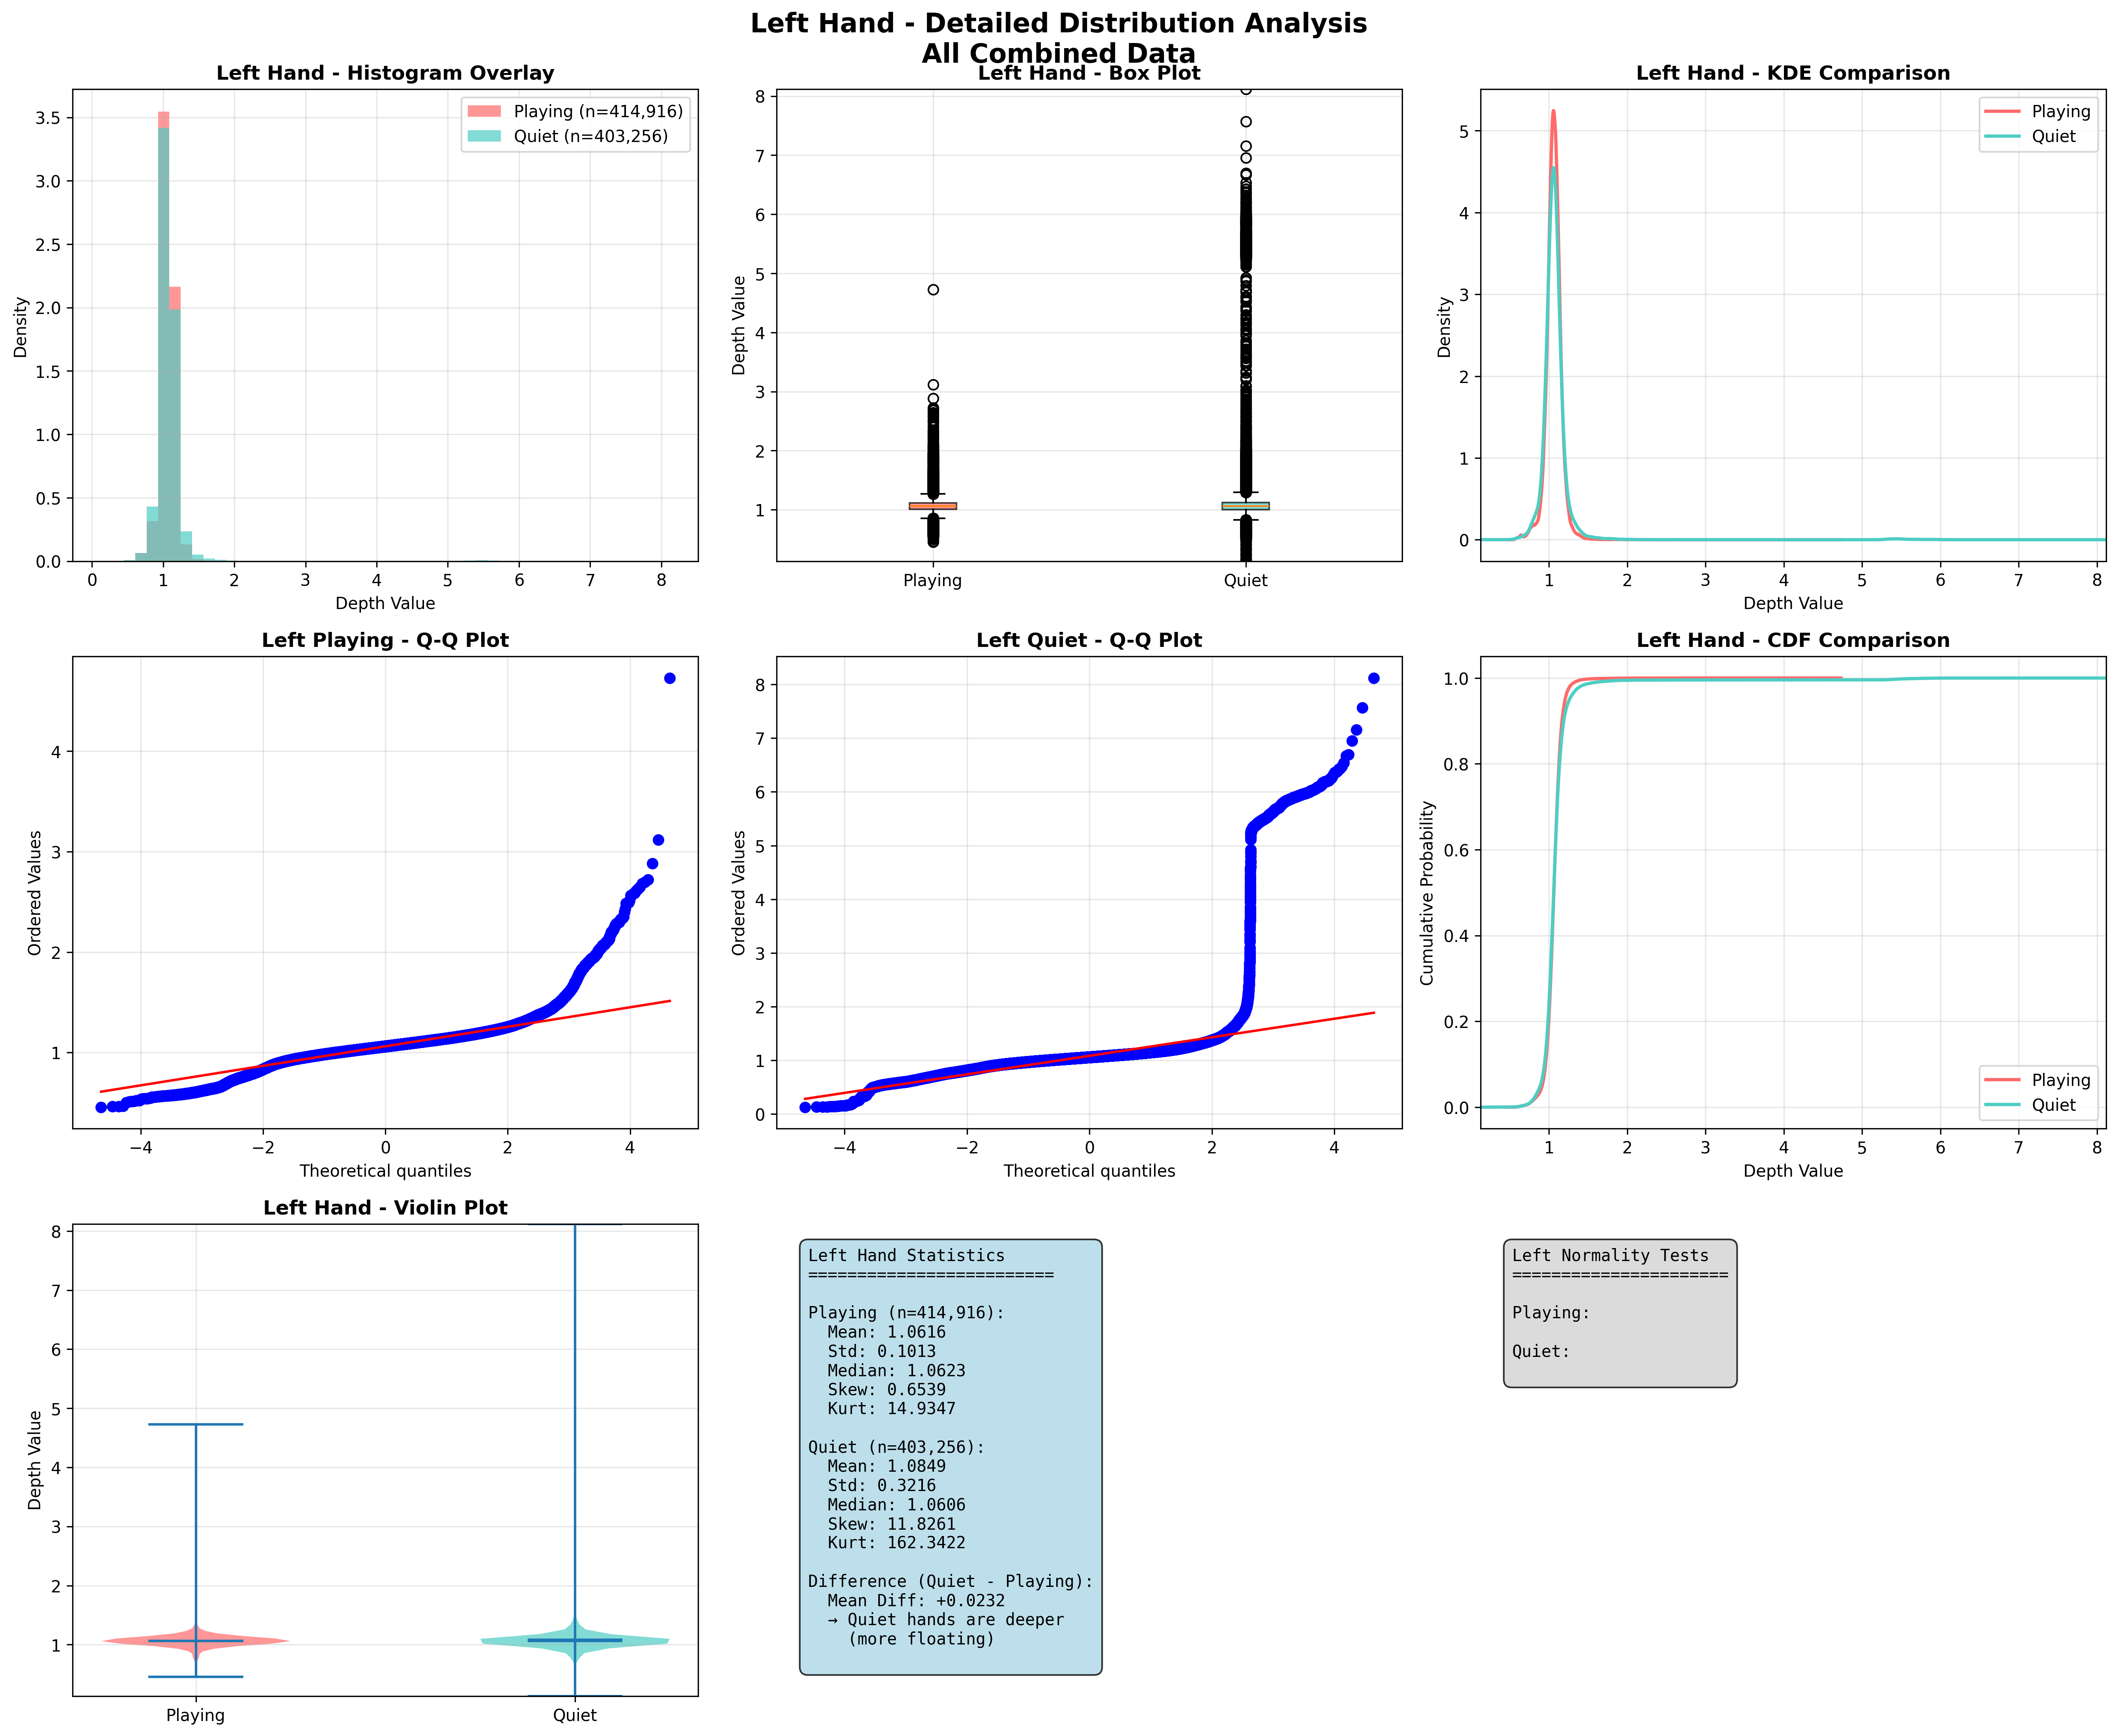 Left Hand - Detailed Distribution Analysis
All Combined Data
Left Hand - Histogram Overlay
Density
3.5
3.0
2.5
2.0
1.5
1.0
0.5
0.0
0 1 2 3 4 5 6 7 8
Depth Value
Playing (n=414,916)
Quiet (n=403,256)
Left Hand - Box Plot
Depth Value
8
7
6
5
4
3
2
1
Playing Quiet
Left Hand - KDE Comparison
Density
5
4
3
2
1
0
1 2 3 4 5 6 7 8
Depth Value
Playing
Quiet
Left Playing - Q-Q Plot
Ordered Values
4
3
2
1
−4 −2 0 2 4
Theoretical quantiles
Left Quiet - Q-Q Plot
Ordered Values
8
7
6
5
4
3
2
1
0
−4 −2 0 2 4
Theoretical quantiles
Left Hand - CDF Comparison
Cumulative Probability
1.0
0.8
0.6
0.4
0.2
0.0
1 2 3 4 5 6 7 8
Depth Value
Playing
Quiet
Left Hand - Violin Plot
Depth Value
8
7
6
5
4
3
2
1
Playing Quiet
Left Hand Statistics
=========================
Playing (n=414,916):
Mean: 1.0616
Std: 0.1013
Median: 1.0623
Skew: 0.6539
Kurt: 14.9347
Quiet (n=403,256):
Mean: 1.0849
Std: 0.3216
Median: 1.0606
Skew: 11.8261
Kurt: 162.3422
Difference (Quiet - Playing):
Mean Diff: +0.0232
→ Quiet hands are deeper
(more floating)
Left Normality Tests
======================
Playing:
Quiet: